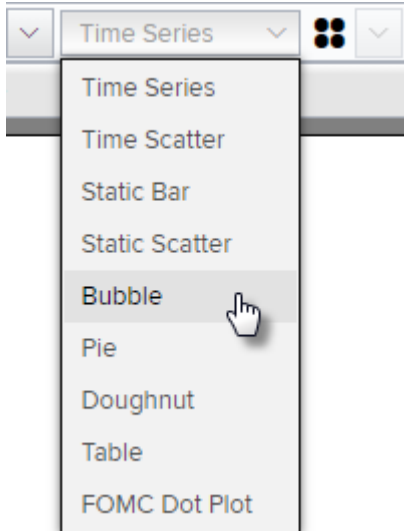 Time Series
Time Series
Time Scatter
Static Bar
Static Scatter
Bubble
Pie
Doughnut
Table
FOMC Dot Plot